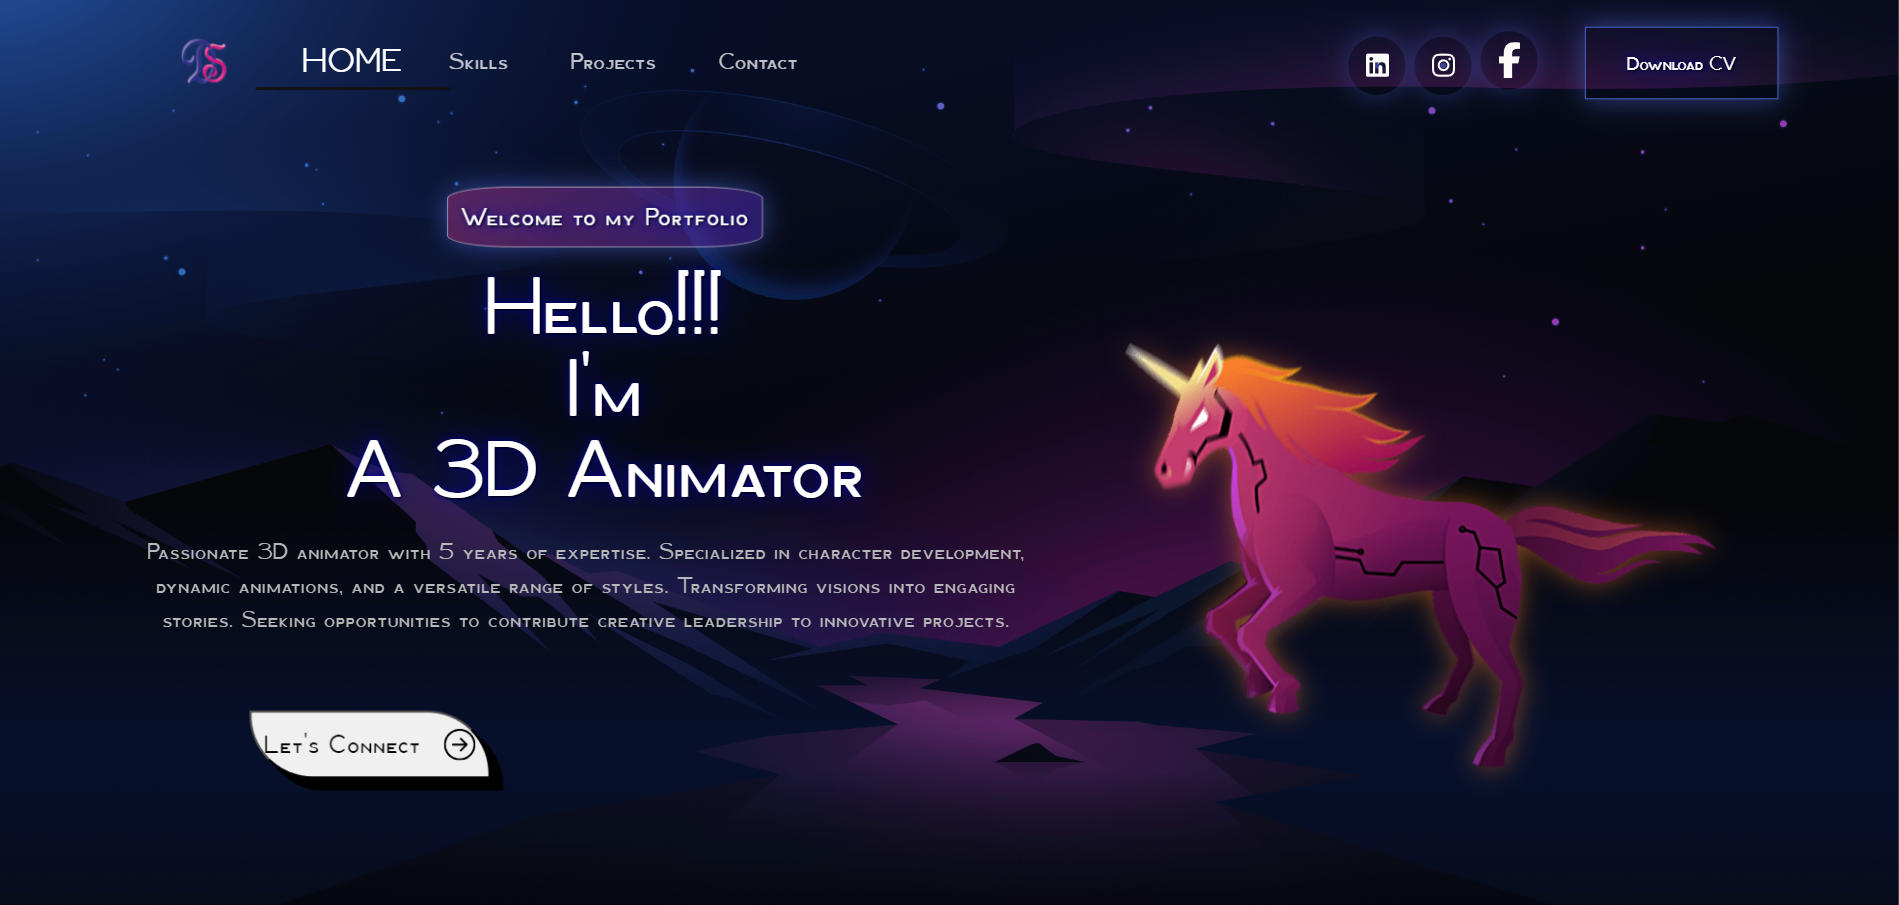 HOME Skills Projects Contact Download CV
Welcome to my Portfolio
Hello!!!
I'm
A 3D Animator
Passionate 3D animator with 5 years of expertise. Specialized in character development,
dynamic animations, and a versatile range of styles. Transforming visions into engaging
stories. Seeking opportunities to contribute creative leadership to innovative projects.
Let's Connect